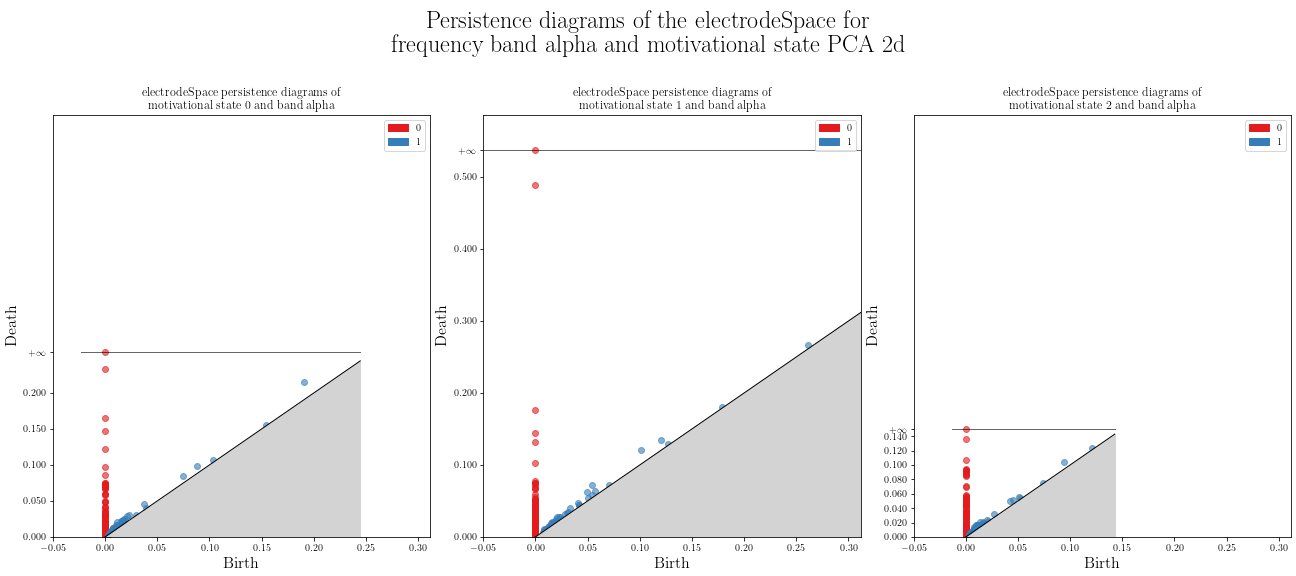 Persistence diagrams of the electrodeSpace for
frequency band alpha and motivational state PCA 2d
electrodeSpace persistence diagrams of
motivational state 0 and band alpha
0
1
+∞
0.200
0.150
0.100
0.050
0.000
−0.05 0.00 0.05 0.10 0.15 0.20 0.25 0.30
Birth
Death
electrodeSpace persistence diagrams of
motivational state 1 and band alpha
0
1
+∞
0.500
0.400
0.300
0.200
0.100
0.000
−0.05 0.00 0.05 0.10 0.15 0.20 0.25 0.30
Birth
Death
electrodeSpace persistence diagrams of
motivational state 2 and band alpha
0
1
+∞
0.140
0.120
0.100
0.080
0.060
0.040
0.020
0.000
−0.05 0.00 0.05 0.10 0.15 0.20 0.25 0.30
Birth
Death